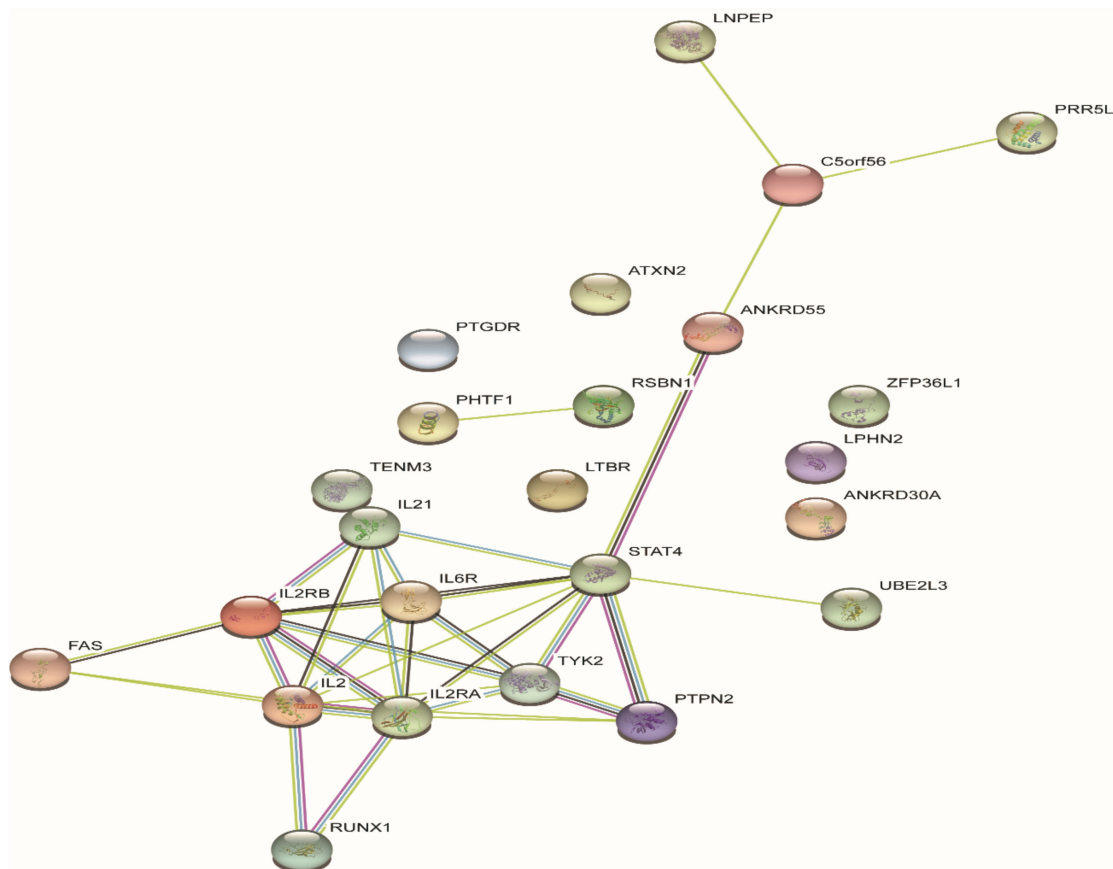 LNPEP
PRR5L
C5orf56
ATXN2
ANKRD55
PTGDR
RSBN1
ZFP36L1
PHTF1
LPHN2
TENM3
LTBR
IL21
ANKRD30A
STAT4
IL6R
UBE2L3
IL2RB
FAS
TYK2
IL2
IL2RA
PTPN2
RUNX1